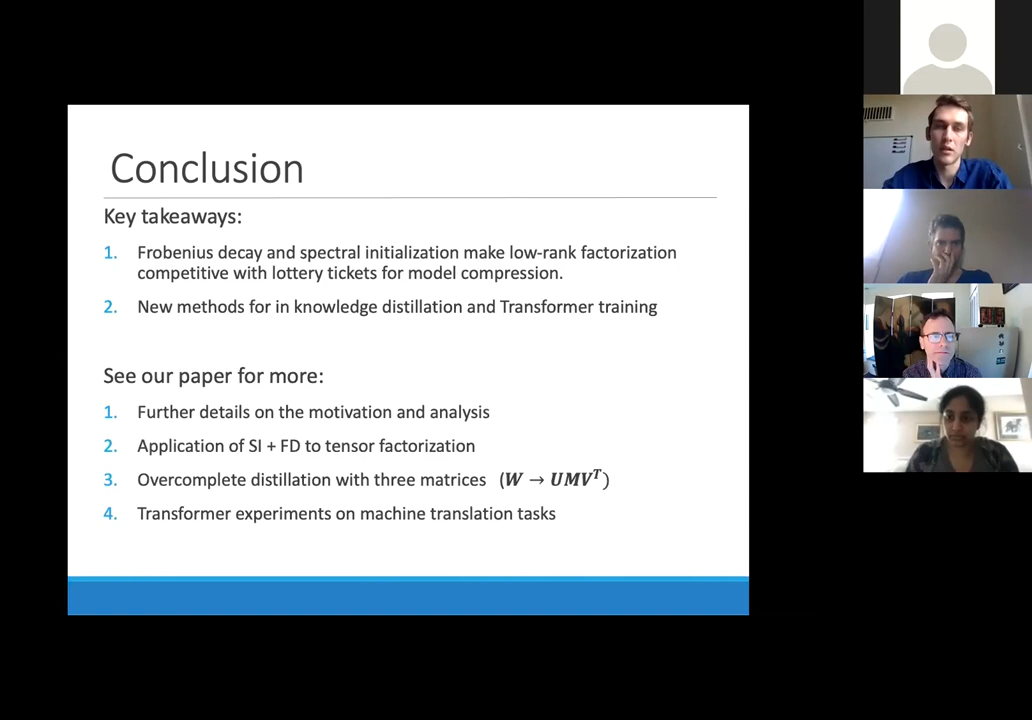 Conclusion
Key takeaways:
1. Frobenius decay and spectral initialization make low-rank factorization
competitive with lottery tickets for model compression.
2. New methods for in knowledge distillation and Transformer training
See our paper for more:
1. Further details on the motivation and analysis
2. Application of SI + FD to tensor factorization
3. Overcomplete distillation with three matrices (W → UMVᵀ)
4. Transformer experiments on machine translation tasks